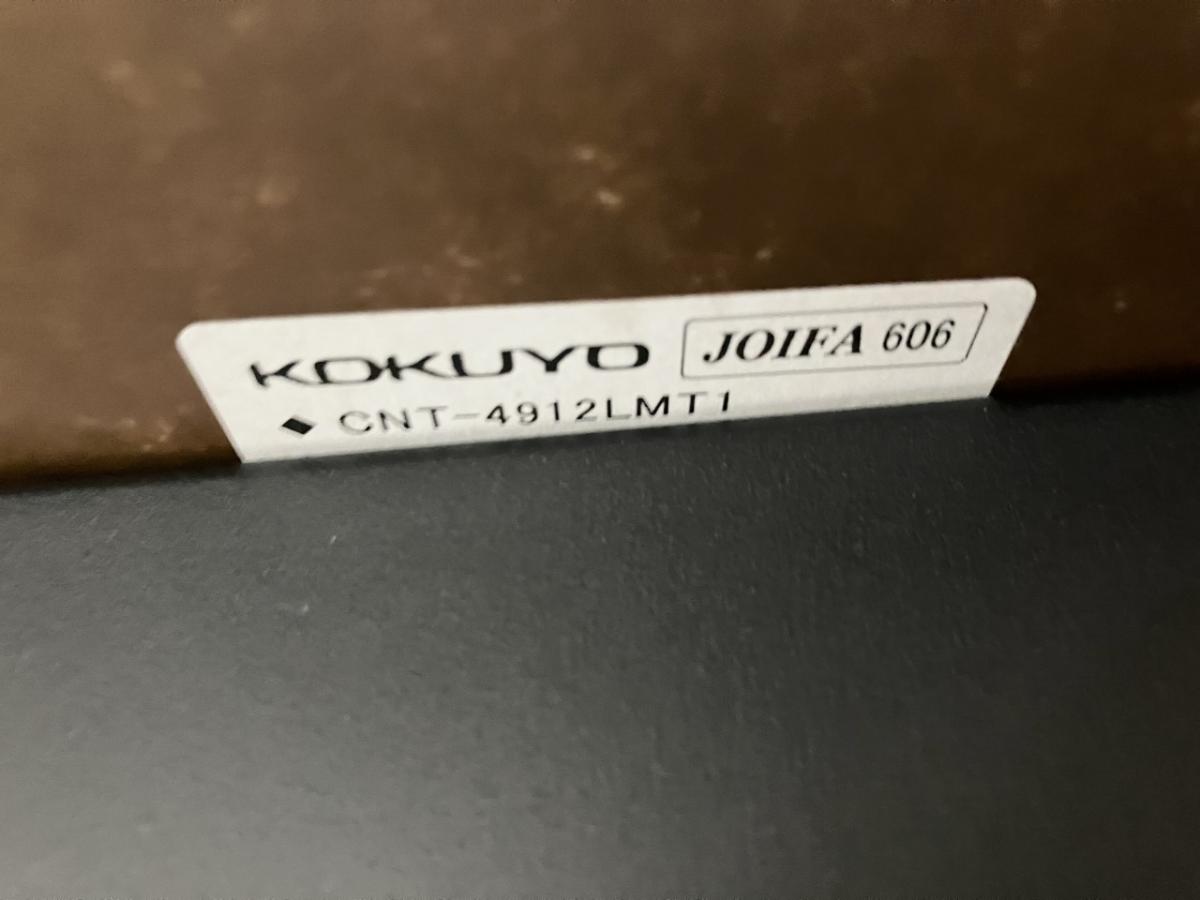 KOKUYO JOIFA 606
◆ CNT-4912LMT1